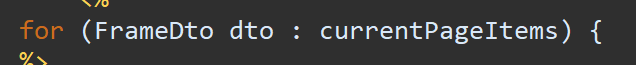 <%
for (FrameDto dto : currentPageItems) {
%>